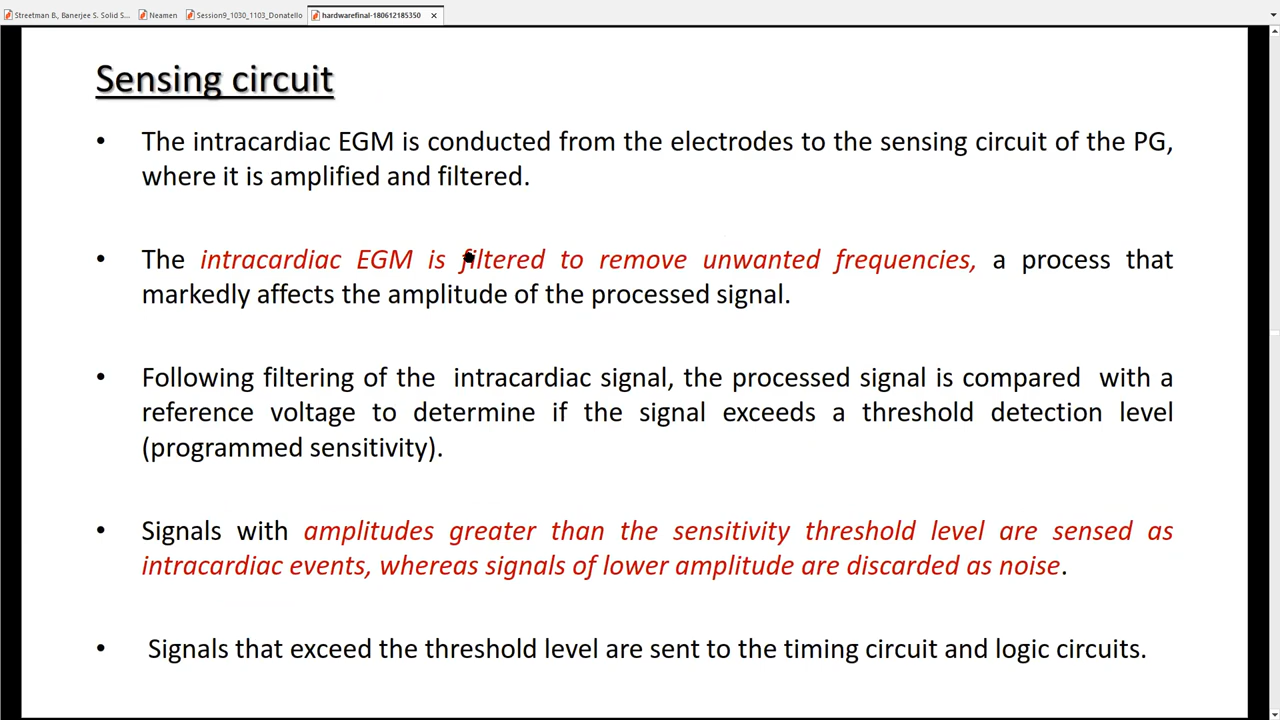 Streetman B., Banerjee S. Solid S... Neamen Session9_1030_1103_Donatello hardwarefinal-180612185350
Sensing circuit
• The intracardiac EGM is conducted from the electrodes to the sensing circuit of the PG,
where it is amplified and filtered.
• The intracardiac EGM is filtered to remove unwanted frequencies, a process that
markedly affects the amplitude of the processed signal.
• Following filtering of the intracardiac signal, the processed signal is compared with a
reference voltage to determine if the signal exceeds a threshold detection level
(programmed sensitivity).
• Signals with amplitudes greater than the sensitivity threshold level are sensed as
intracardiac events, whereas signals of lower amplitude are discarded as noise.
• Signals that exceed the threshold level are sent to the timing circuit and logic circuits.